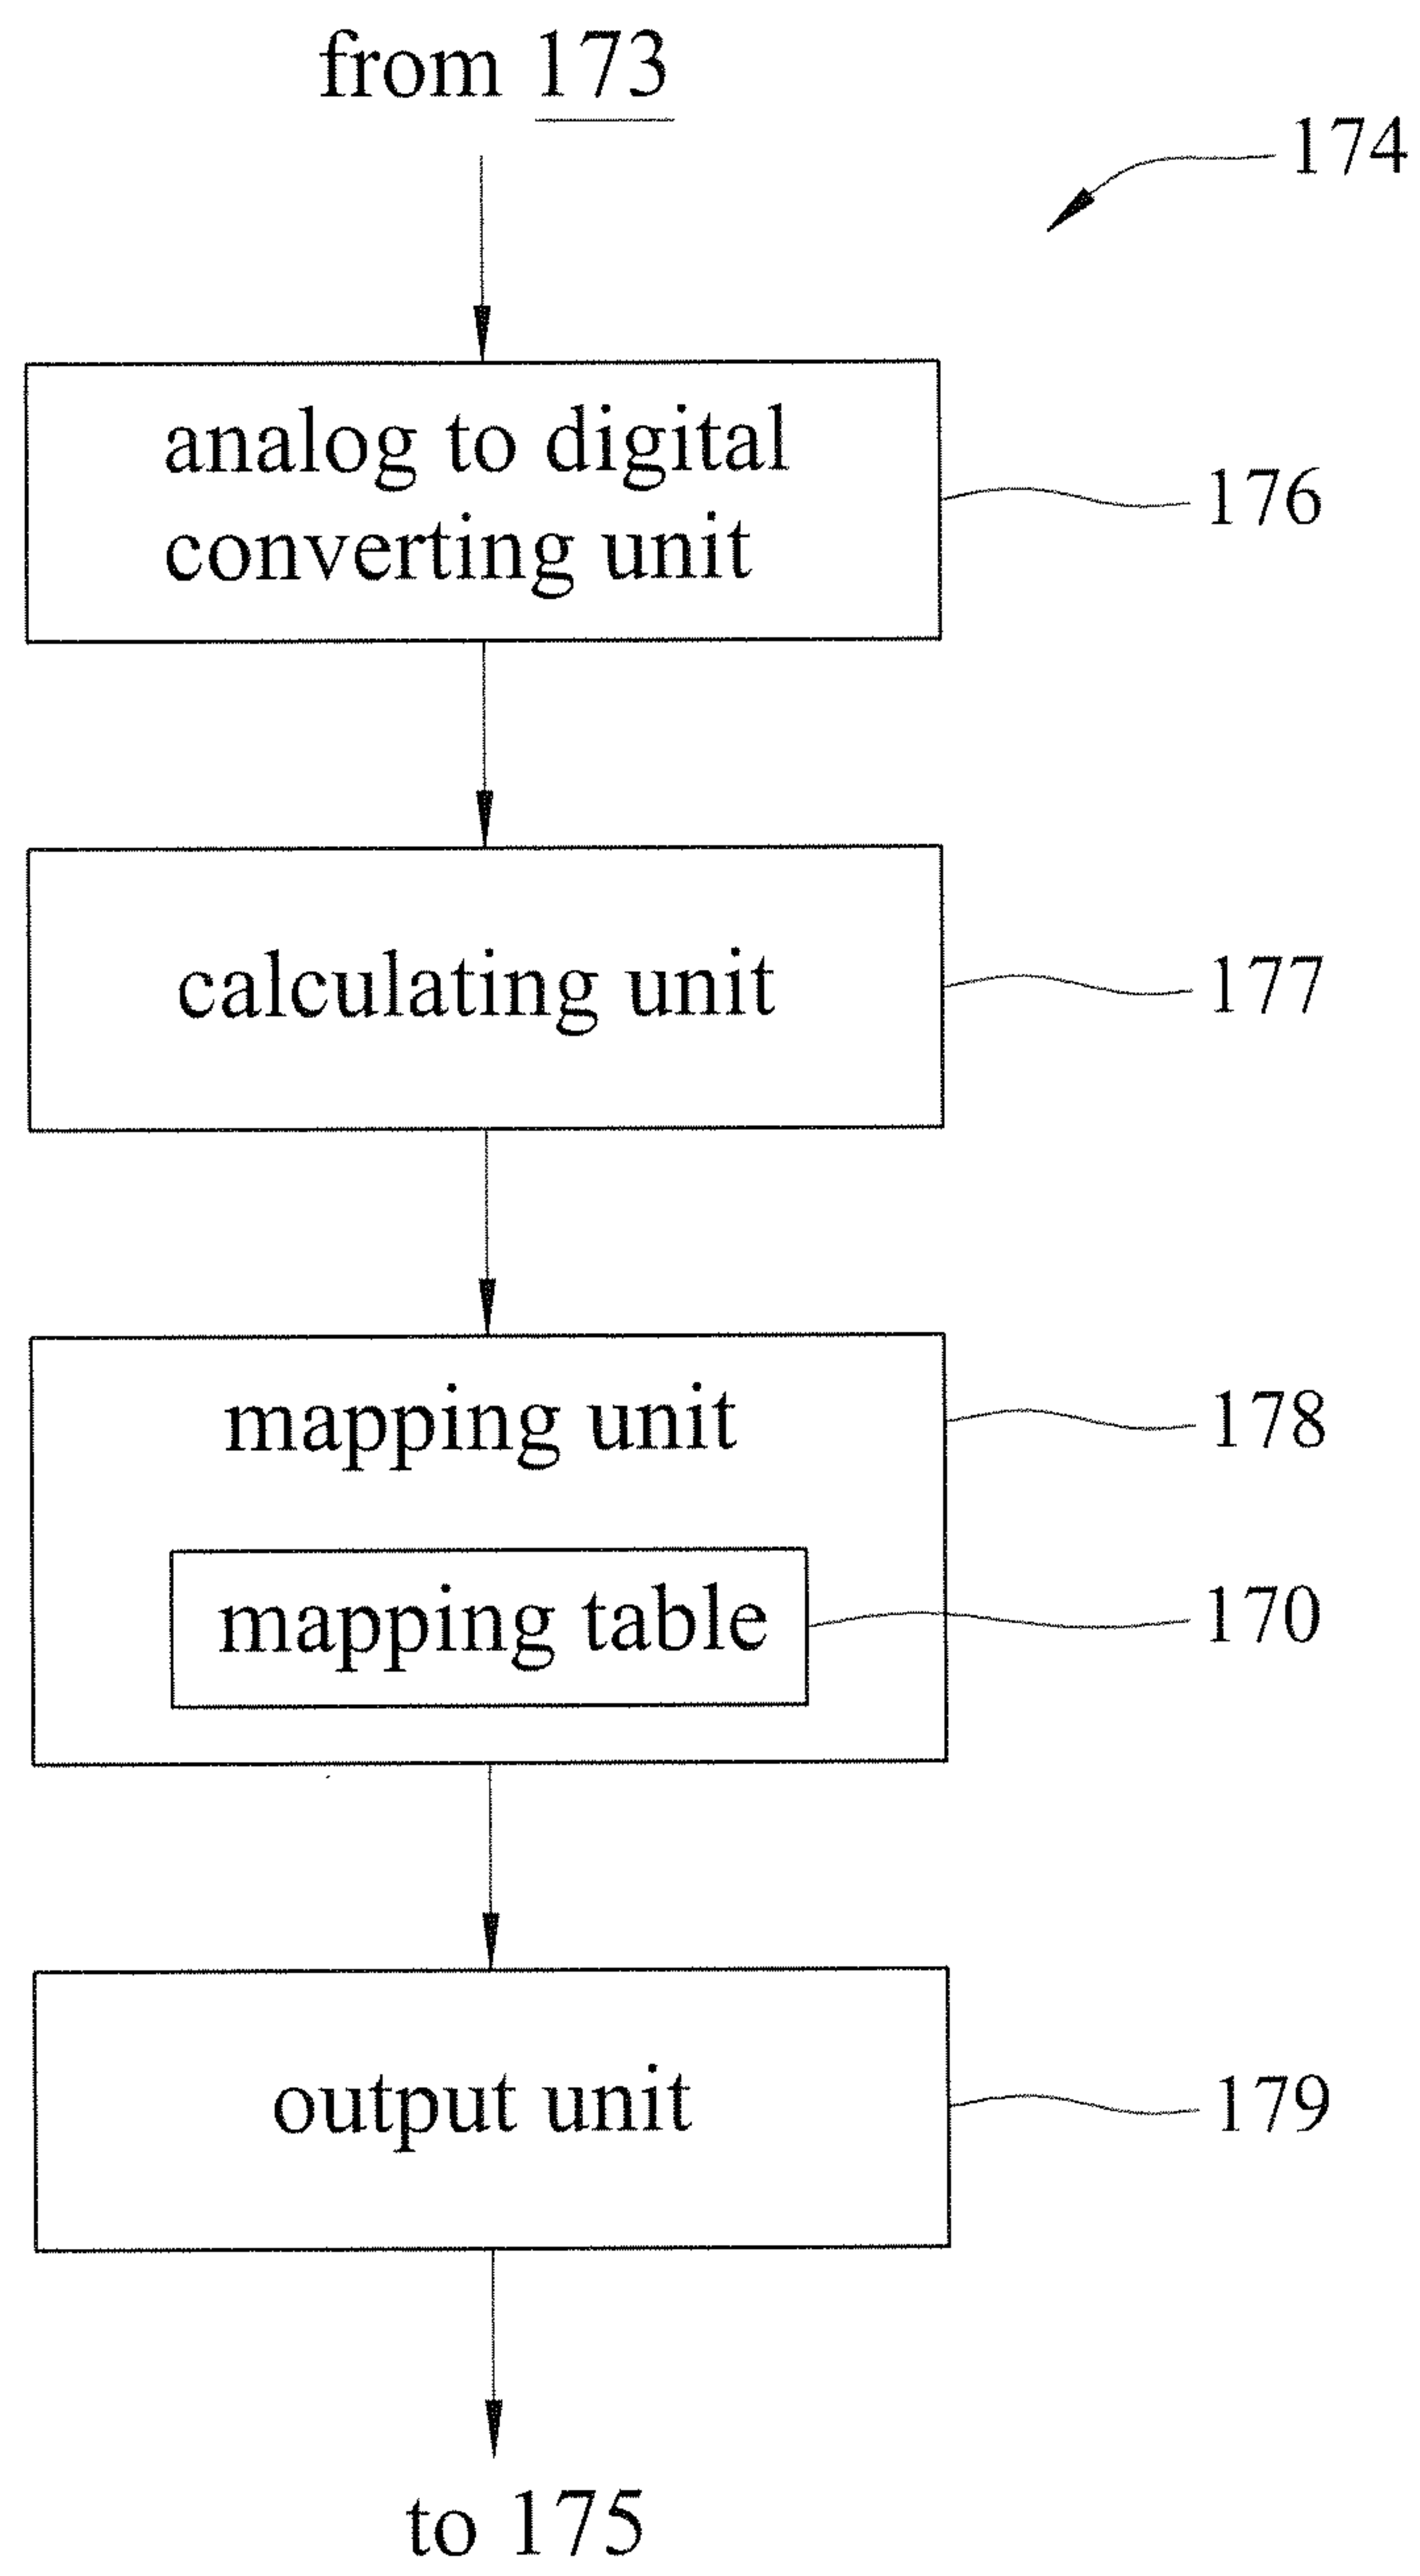 from 173
174
analog to digital
converting unit
176
calculating unit
177
mapping unit
178
mapping table
170
output unit
179
to 175